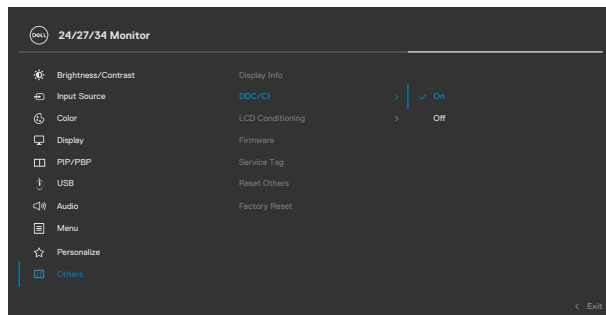 DELL 24/27/34 Monitor
Brightness/Contrast Display Info
Input Source DDC/CI > ✓ On
Color LCD Conditioning > Off
Display Firmware
PIP/PBP Service Tag
USB Reset Others
Audio Factory Reset
Menu
Personalize
Others
< Exit